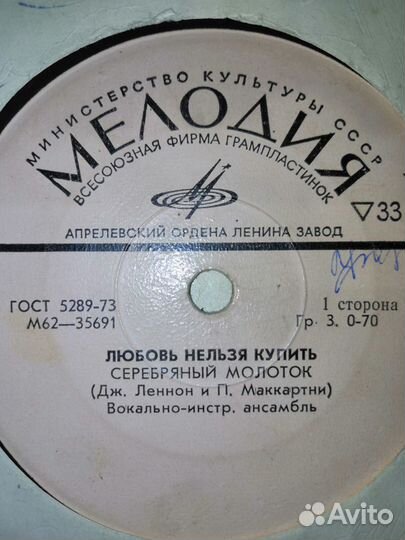 МИНИСТЕРСТВО КУЛЬТУРЫ СССР
МЕЛОДИЯ
ВСЕСОЮЗНАЯ ФИРМА ГРАМПЛАСТИНОК
▽33
АПРЕЛЕВСКИЙ ОРДЕНА ЛЕНИНА ЗАВОД
ГОСТ 5289-73
М62—35691
1 сторона
Гр. 3. 0-70
ЛЮБОВЬ НЕЛЬЗЯ КУПИТЬ
СЕРЕБРЯНЫЙ МОЛОТОК
(Дж. Леннон и П. Маккартни)
Вокально-инстр. ансамбль
Avito